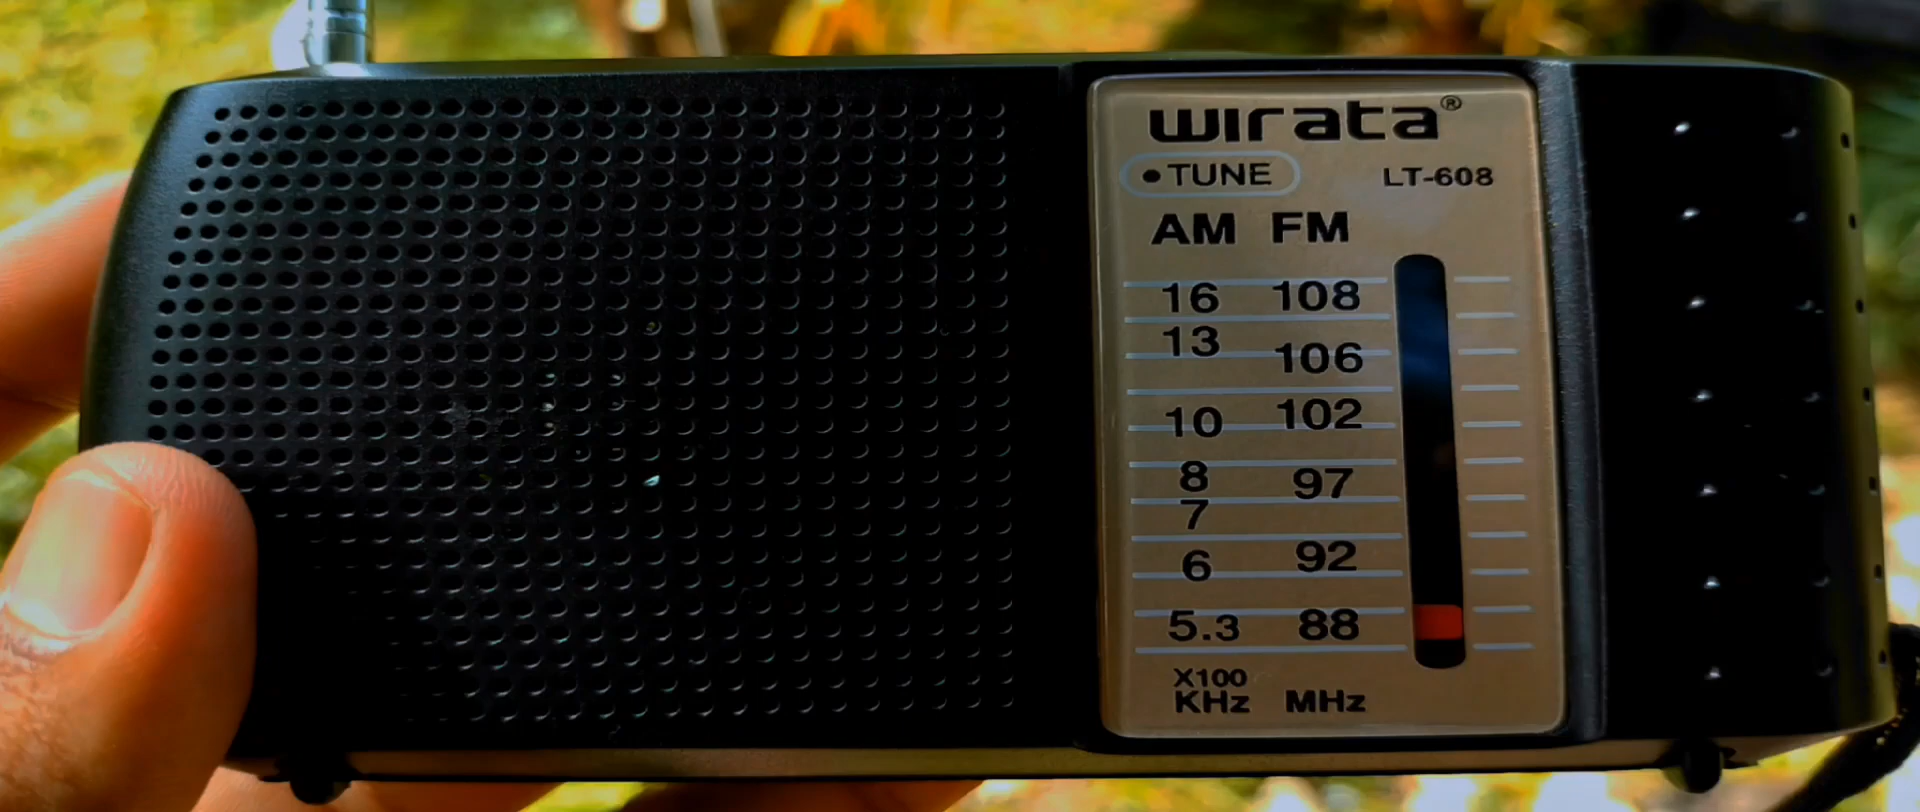 wirata®
• TUNE LT-608
AM FM
16 108
13 106
10 102
8 97
7
6 92
5.3 88
X100
KHz MHz